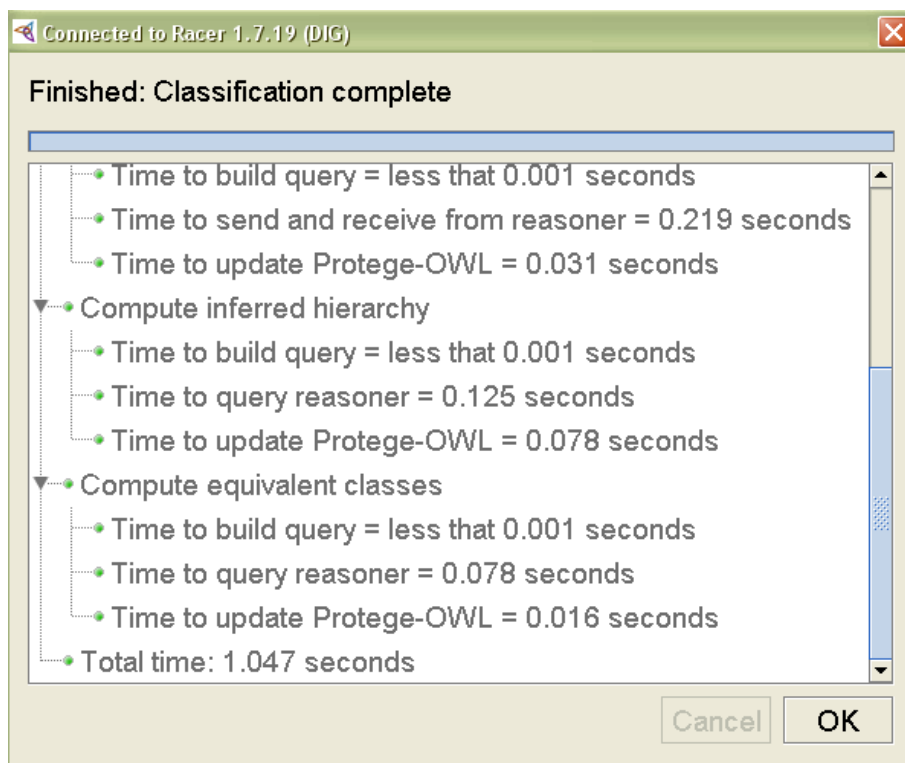 Connected to Racer 1.7.19 (DIG)
Finished: Classification complete
Time to build query = less that 0.001 seconds
Time to send and receive from reasoner = 0.219 seconds
Time to update Protege-OWL = 0.031 seconds
Compute inferred hierarchy
Time to build query = less that 0.001 seconds
Time to query reasoner = 0.125 seconds
Time to update Protege-OWL = 0.078 seconds
Compute equivalent classes
Time to build query = less that 0.001 seconds
Time to query reasoner = 0.078 seconds
Time to update Protege-OWL = 0.016 seconds
Total time: 1.047 seconds
Cancel OK